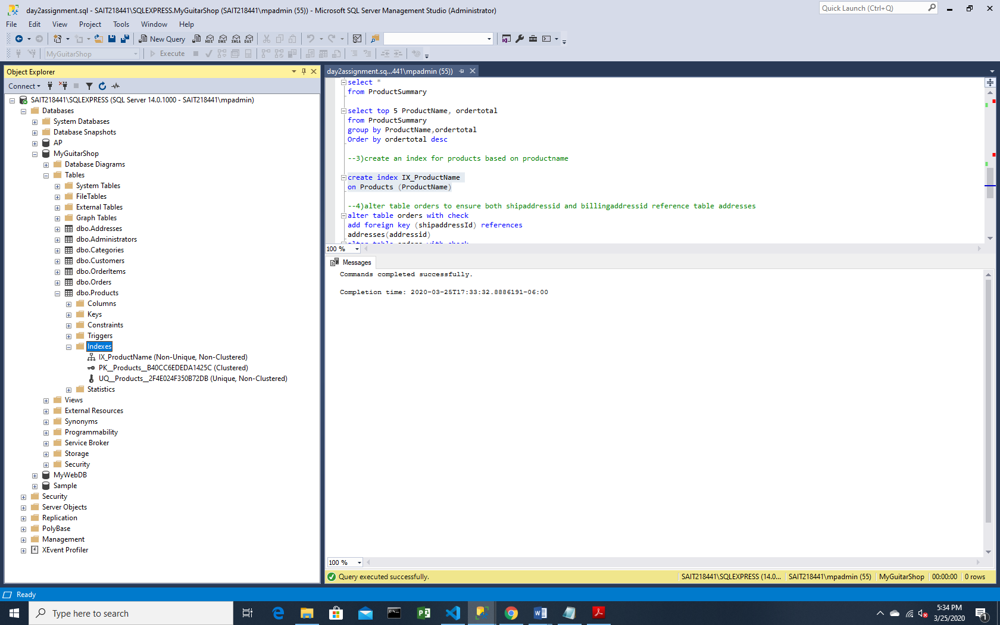 day2assignment.sql - SAIT218441\SQLEXPRESS.MyGuitarShop (SAIT218441\mpadmin (55)) - Microsoft SQL Server Management Studio (Administrator)
Quick Launch (Ctrl+Q)
File Edit View Project Tools Window Help
New Query MDX DMX XMLA DAX
MyGuitarShop Execute
Object Explorer
Connect
SAIT218441\SQLEXPRESS (SQL Server 14.0.1000 - SAIT218441\mpadmin)
Databases
System Databases
Database Snapshots
AP
MyGuitarShop
Database Diagrams
Tables
System Tables
FileTables
External Tables
Graph Tables
dbo.Addresses
dbo.Administrators
dbo.Categories
dbo.Customers
dbo.OrderItems
dbo.Orders
dbo.Products
Columns
Keys
Constraints
Triggers
Indexes
IX_ProductName (Non-Unique, Non-Clustered)
PK__Products__B40CC6EDEDA1425C (Clustered)
UQ__Products__2F4E024F350B72DB (Unique, Non-Clustered)
Statistics
Views
External Resources
Synonyms
Programmability
Service Broker
Storage
Security
MyWebDB
Sample
Security
Server Objects
Replication
PolyBase
Management
XEvent Profiler
day2assignment.sq...441\mpadmin (55))
select *
from ProductSummary
select top 5 ProductName, ordertotal
from ProductSummary
group by ProductName,ordertotal
Order by ordertotal desc
--3)create an index for products based on productname
create index IX_ProductName
on Products (ProductName)
--4)alter table orders to ensure both shipaddressid and billingaddressid reference table addresses
alter table orders with check
add foreign key (shipaddressId) references
addresses(addressid)
alter table orders with check
100 %
Messages
Commands completed successfully.
Completion time: 2020-03-25T17:33:32.8886191-06:00
100 %
Query executed successfully. SAIT218441\SQLEXPRESS (14.0... SAIT218441\mpadmin (55) MyGuitarShop 00:00:00 0 rows
Ready
Type here to search
5:34 PM
3/25/2020
1